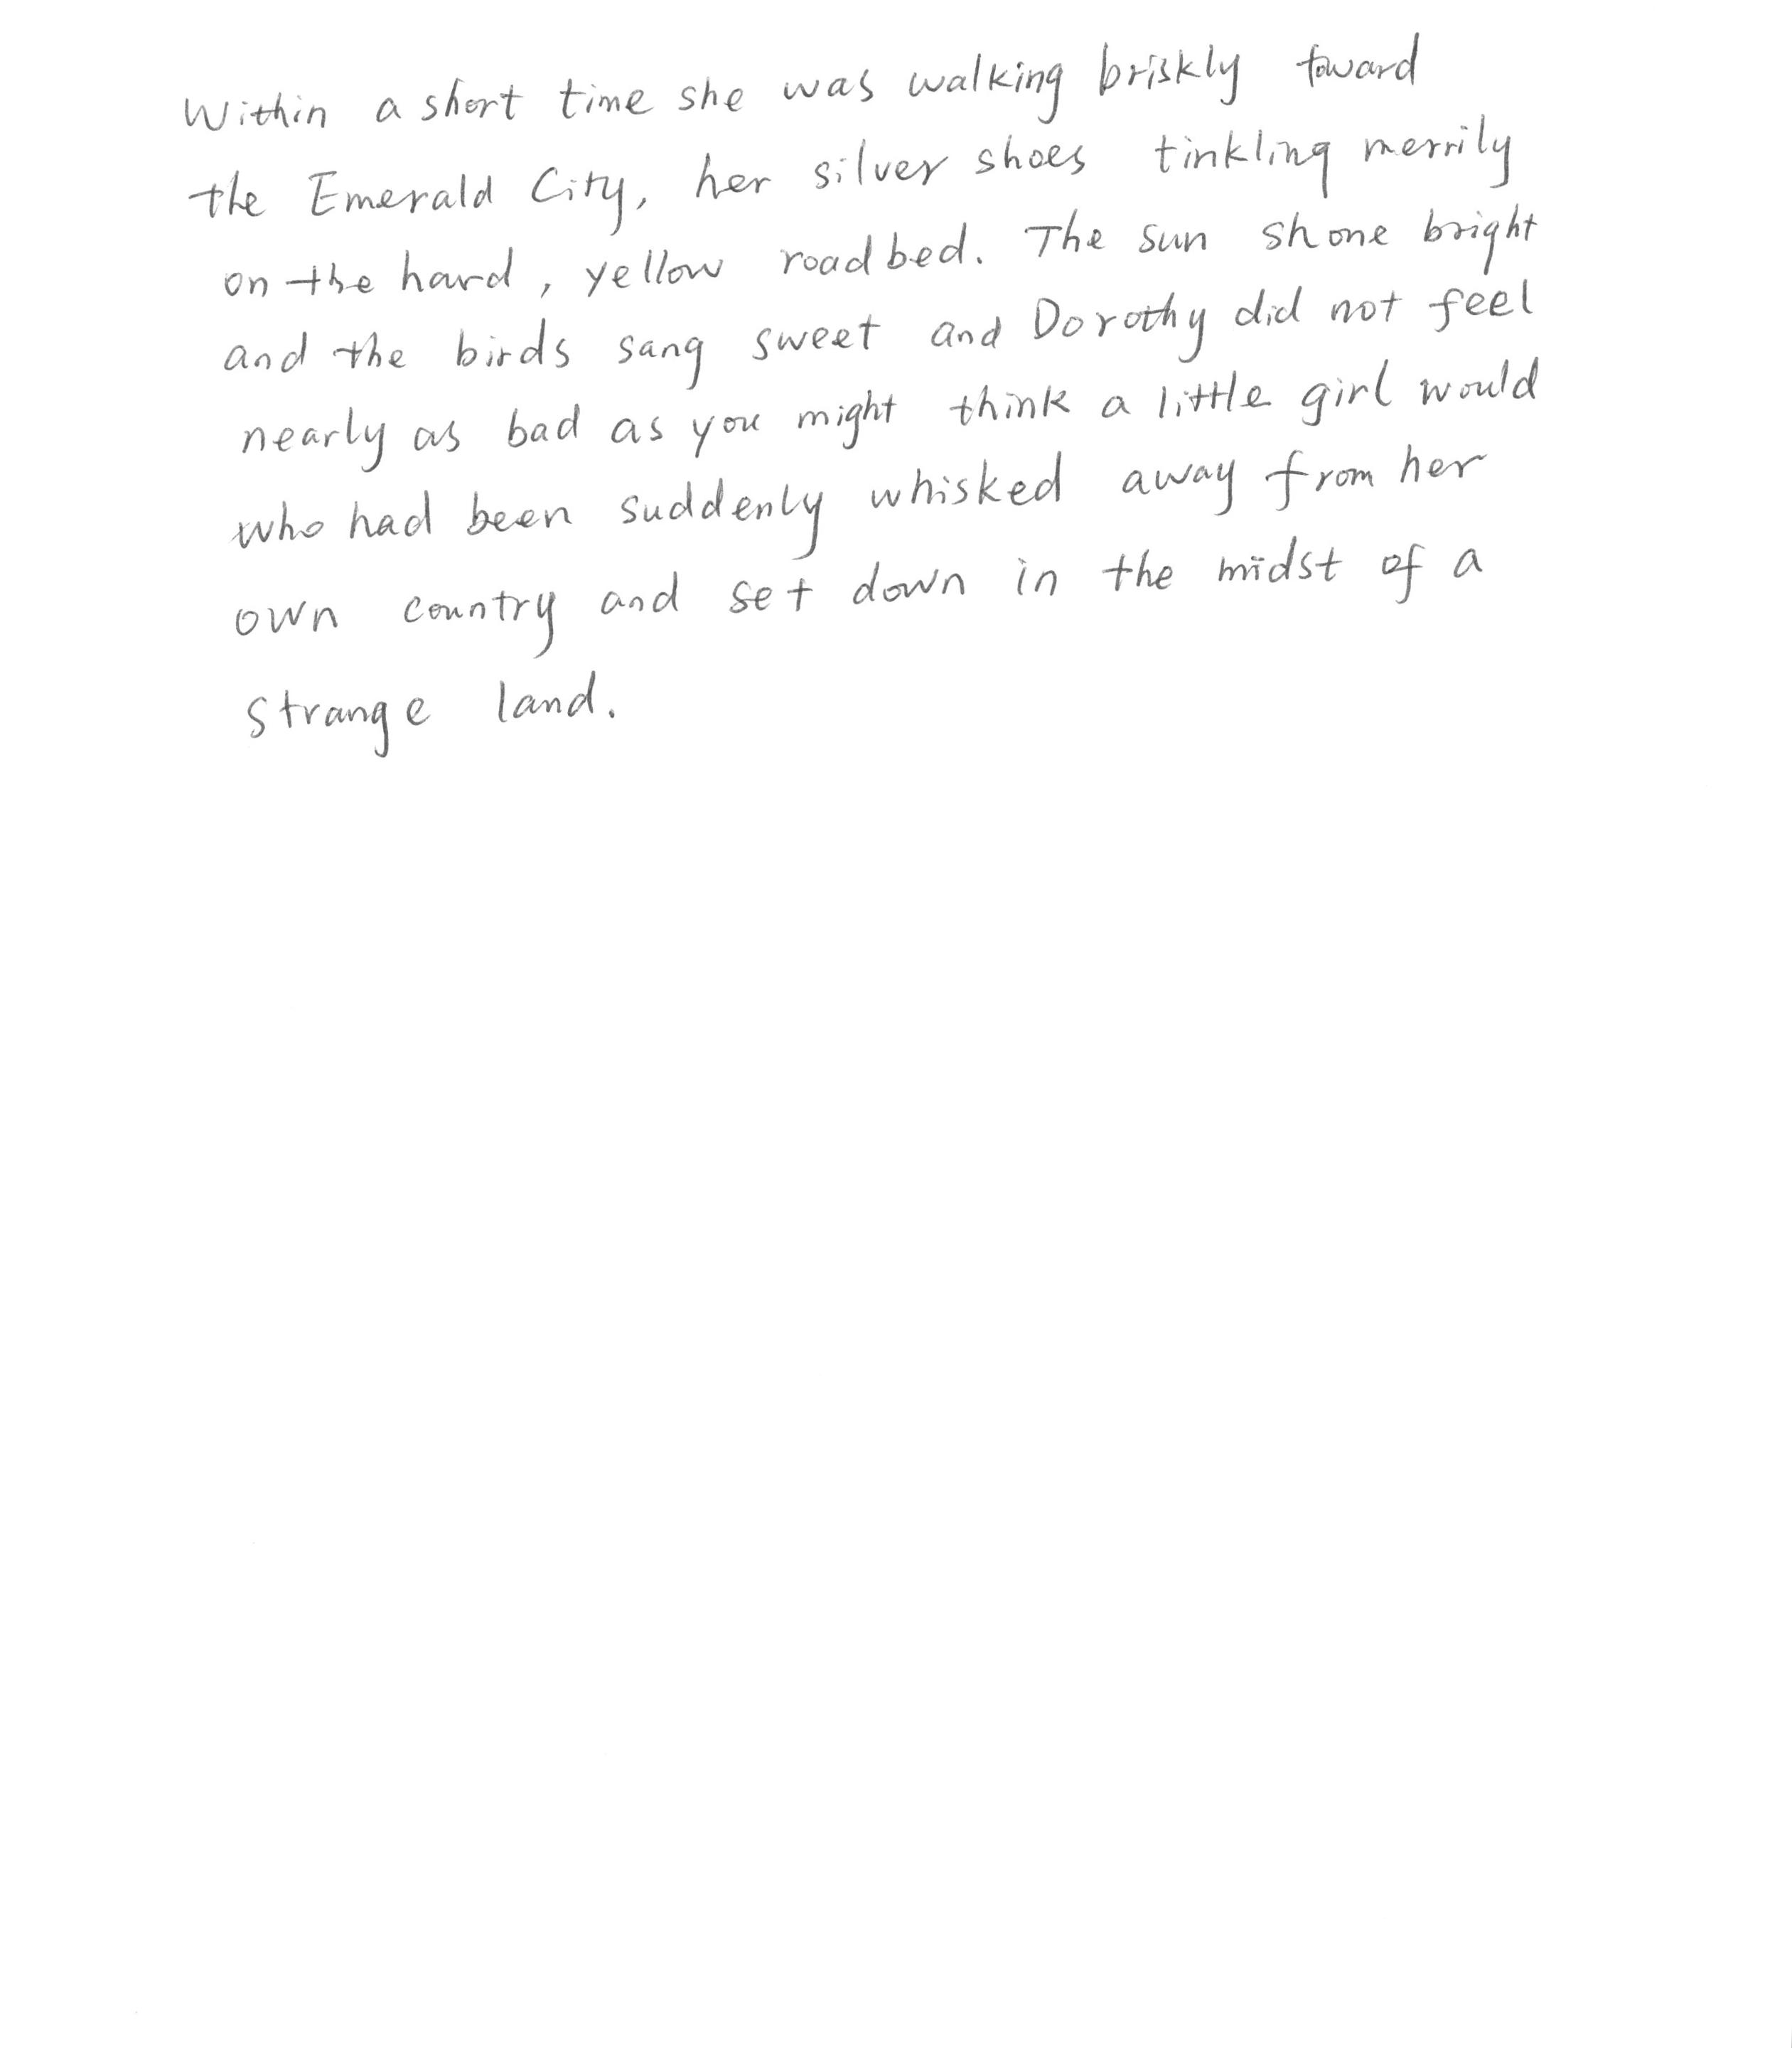 Within a short time she was walking briskly toward
the Emerald City, her silver shoes tinkling merrily
on the hard, yellow roadbed. The sun shone bright
and the birds sang sweet and Dorothy did not feel
nearly as bad as you might think a little girl would
who had been suddenly whisked away from her
own country and set down in the midst of a
strange land.